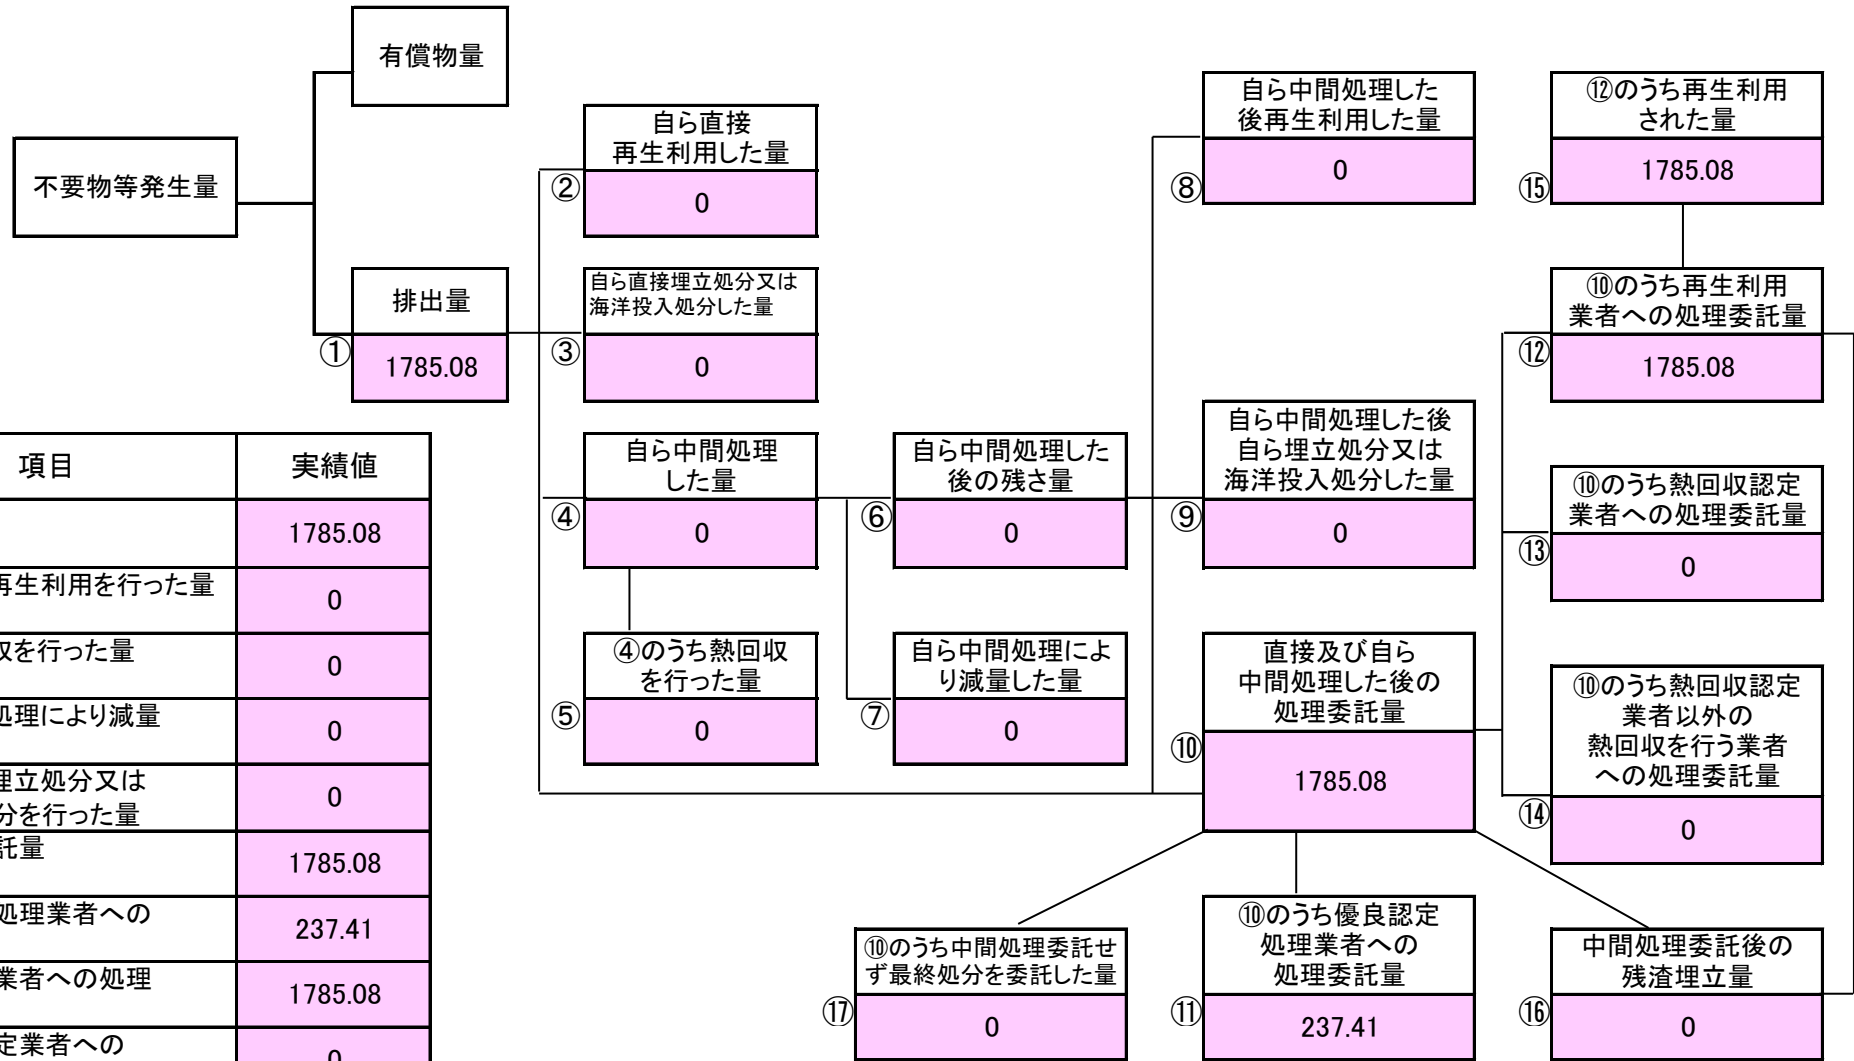 有償物量
不要物等発生量
排出量
①
1785.08
自ら直接
再生利用した量
②
0
自ら直接埋立処分又は
海洋投入処分した量
③
0
自ら中間処理
した量
④
0
④のうち熱回収
を行った量
⑤
0
自ら中間処理した
後の残さ量
⑥
0
自ら中間処理によ
り減量した量
⑦
0
自ら中間処理した
後再生利用した量
⑧
0
自ら中間処理した後
自ら埋立処分又は
海洋投入処分した量
⑨
0
直接及び自ら
中間処理した後の
処理委託量
⑩
1785.08
⑫のうち再生利用
された量
⑮
1785.08
⑩のうち再生利用
業者への処理委託量
⑫
1785.08
⑩のうち熱回収認定
業者への処理委託量
⑬
0
⑩のうち熱回収認定
業者以外の
熱回収を行う業者
への処理委託量
⑭
0
⑩のうち中間処理委託せ
ず最終処分を委託した量
⑰
0
⑩のうち優良認定
処理業者への
処理委託量
⑪
237.41
中間処理委託後の
残渣埋立量
⑯
0
項目 実績値
1785.08
再生利用を行った量
0
を行った量
0
処理により減量
0
埋立処分又は
分を行った量
0
託量
1785.08
処理業者への
237.41
業者への処理
1785.08
定業者への
0